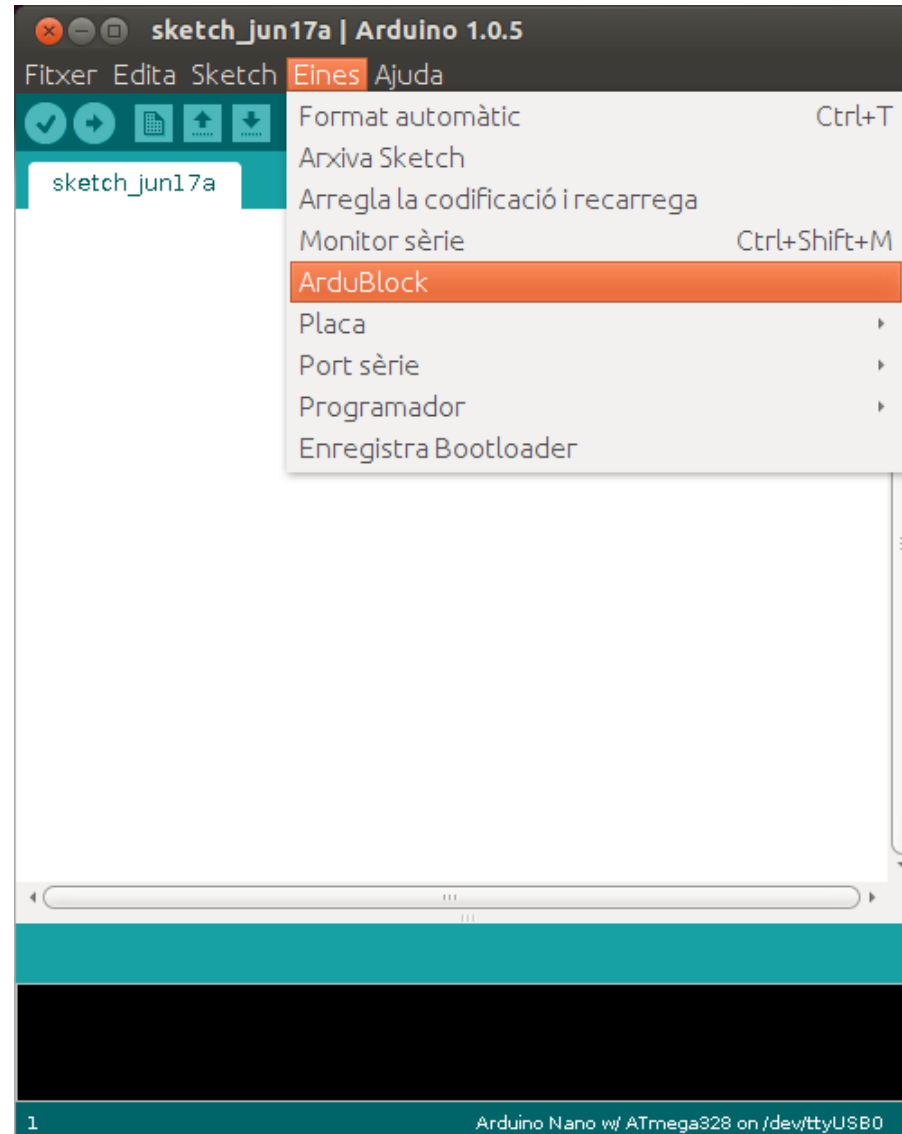 sketch_jun17a | Arduino 1.0.5
Fitxer Edita Sketch Eines Ajuda
Format automàtic Ctrl+T
Arxiva Sketch
sketch_jun17a
Arregla la codificació i recarrega
Monitor sèrie Ctrl+Shift+M
ArduBlock
Placa
Port sèrie
Programador
Enregistra Bootloader
1 Arduino Nano w/ ATmega328 on /dev/ttyUSB0